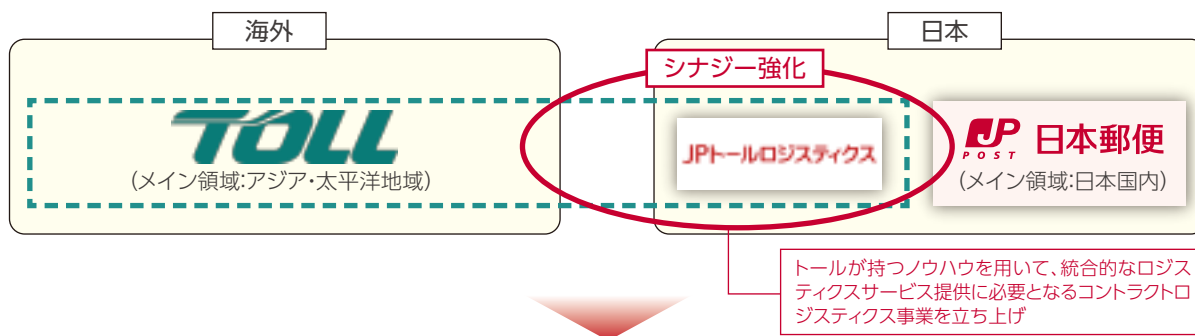 海外
日本
シナジー強化
TOLL
(メイン領域:アジア・太平洋地域)
JPトールロジスティクス
JP POST 日本郵便
(メイン領域:日本国内)
トールが持つノウハウを用いて、統合的なロジス
ティクスサービス提供に必要となるコントラクトロ
ジスティクス事業を立ち上げ